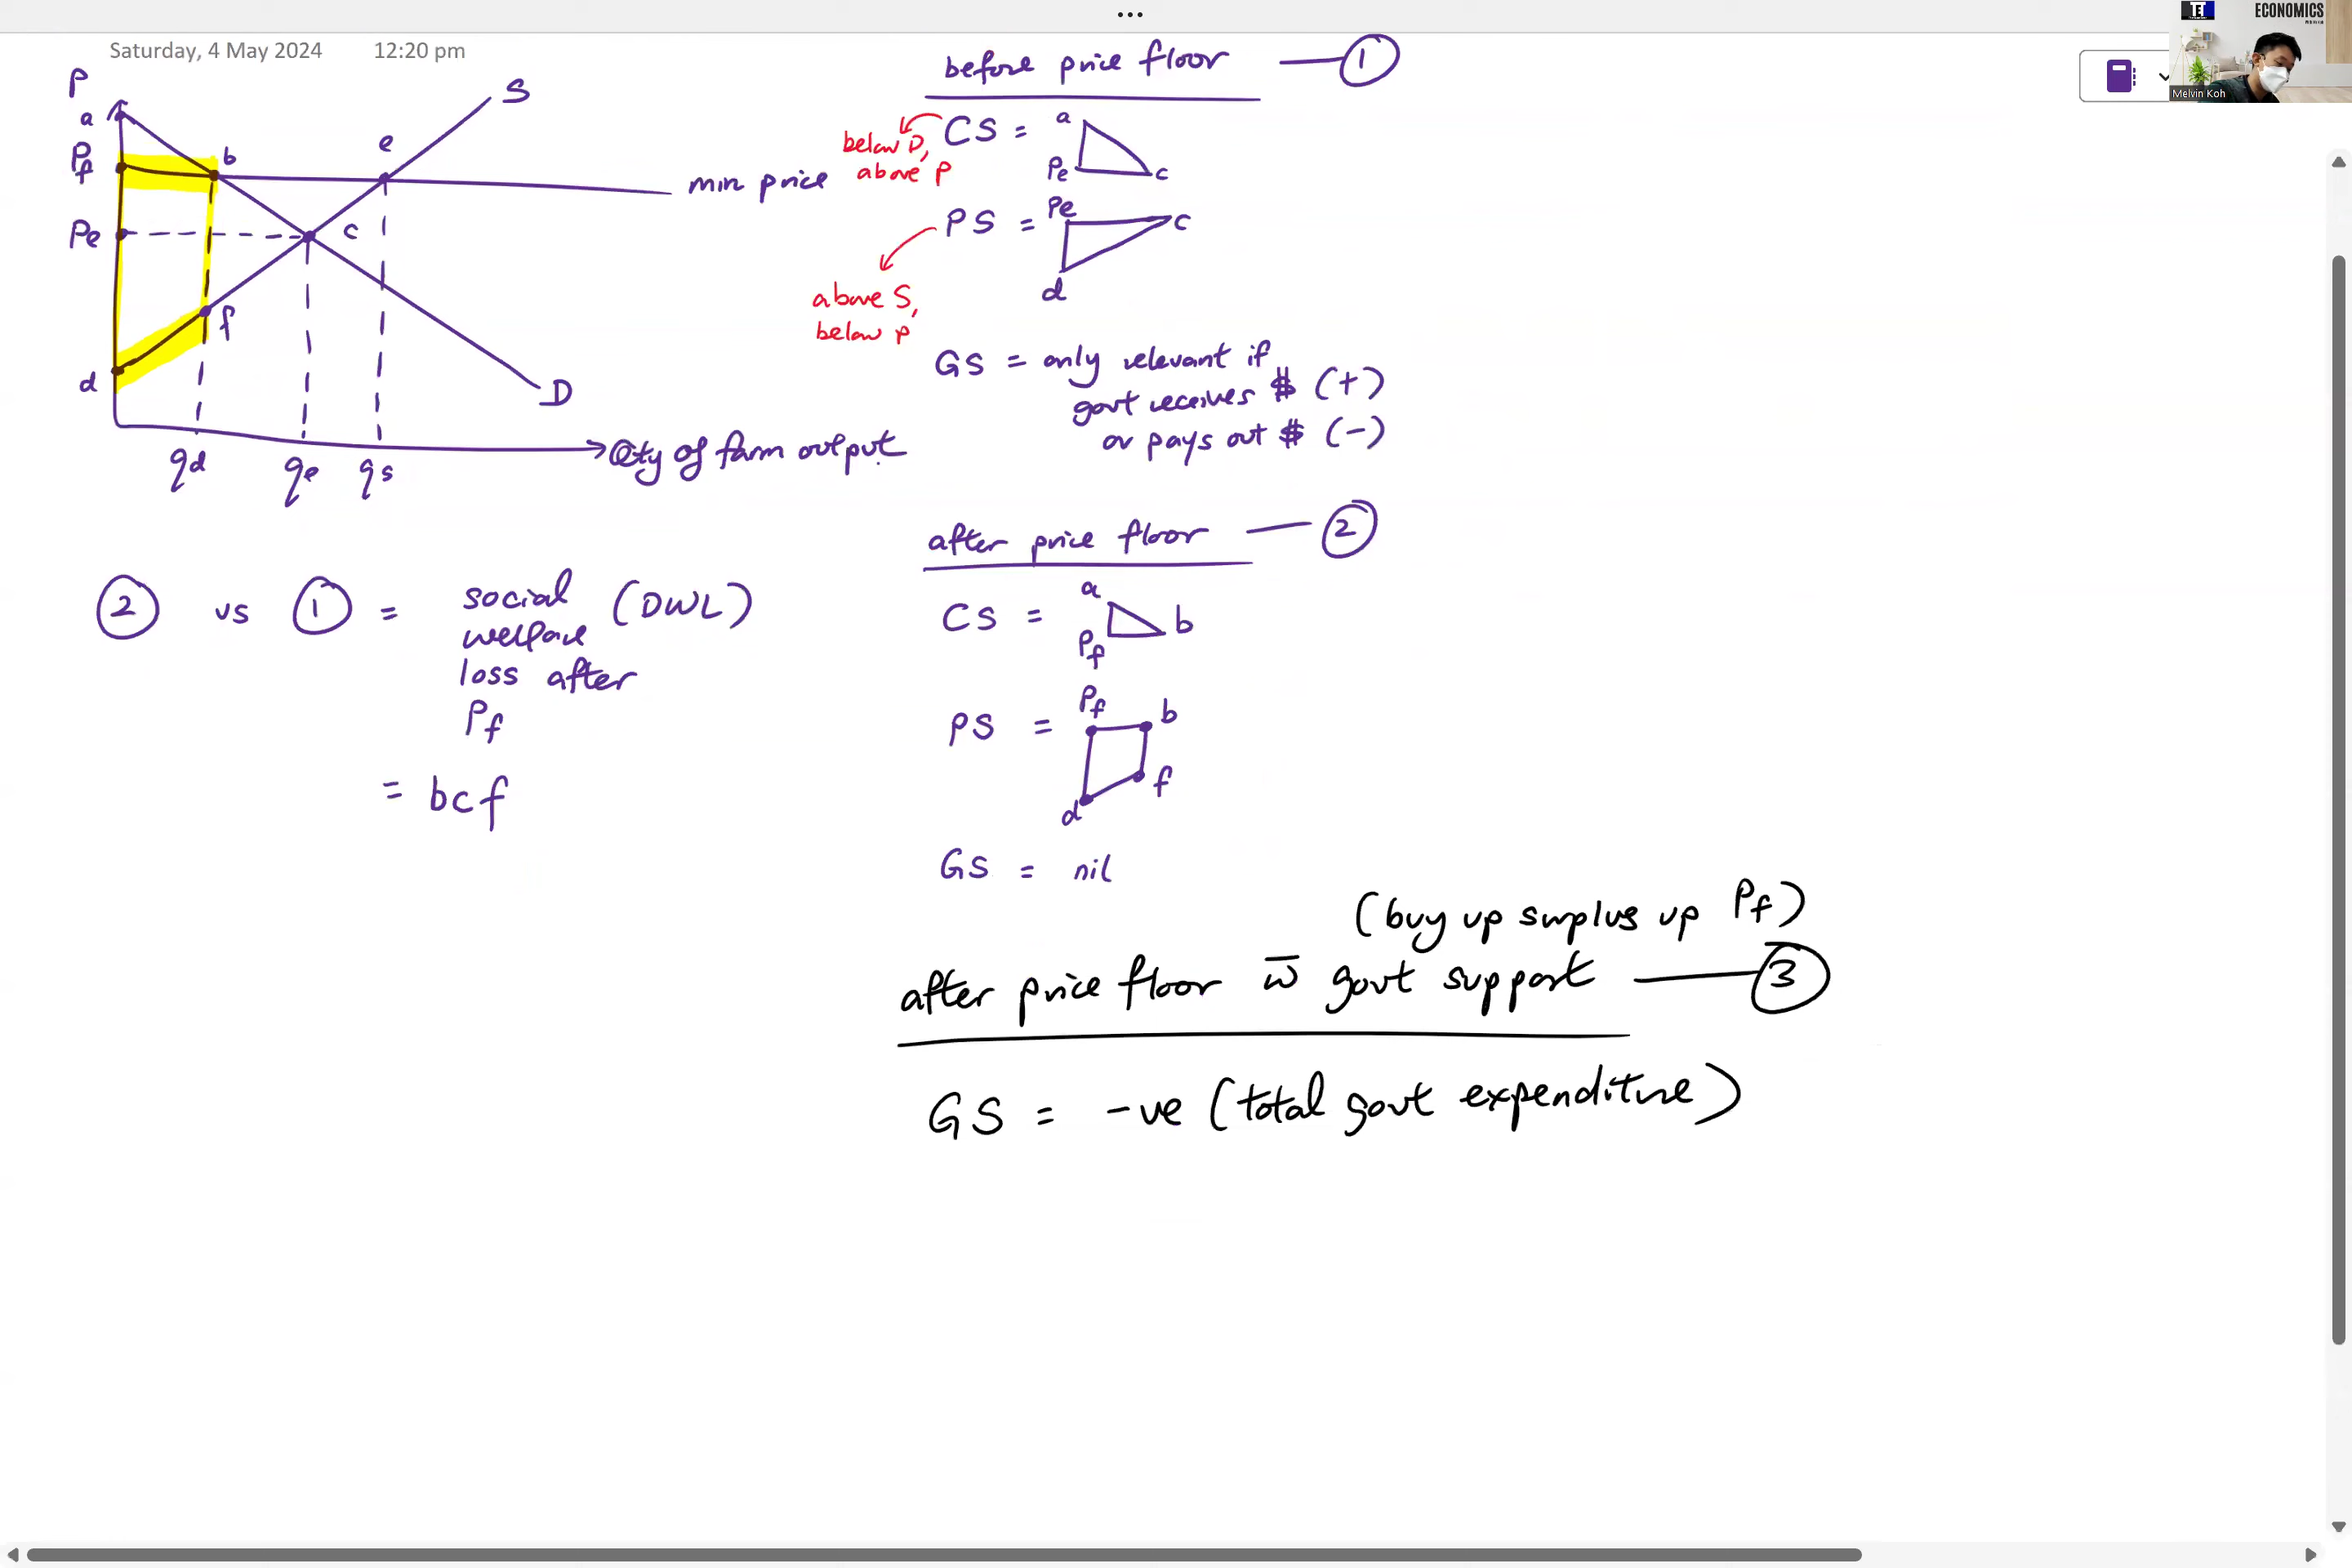 ...
ECONOMICS
Melvin Koh
Saturday, 4 May 2024 12:20 pm
P
a
Pf
b
e
S
min price
Pe
c
f
d
D
qd
qe
qs
Qty of farm output
before price floor — 1
below D,
above P
CS =
a
Pe
c
PS =
Pe
c
d
above S,
below P
GS = only relevant if
govt receives $ (+)
or pays out $ (-)
after price floor — 2
CS =
a
Pf
b
PS =
Pf
b
f
d
GS = nil
2 vs 1 = social (DWL)
welfare
loss after
Pf
= bcf
(buy up surplus up Pf)
after price floor w̅ govt support — 3
GS = -ve (total govt expenditure)